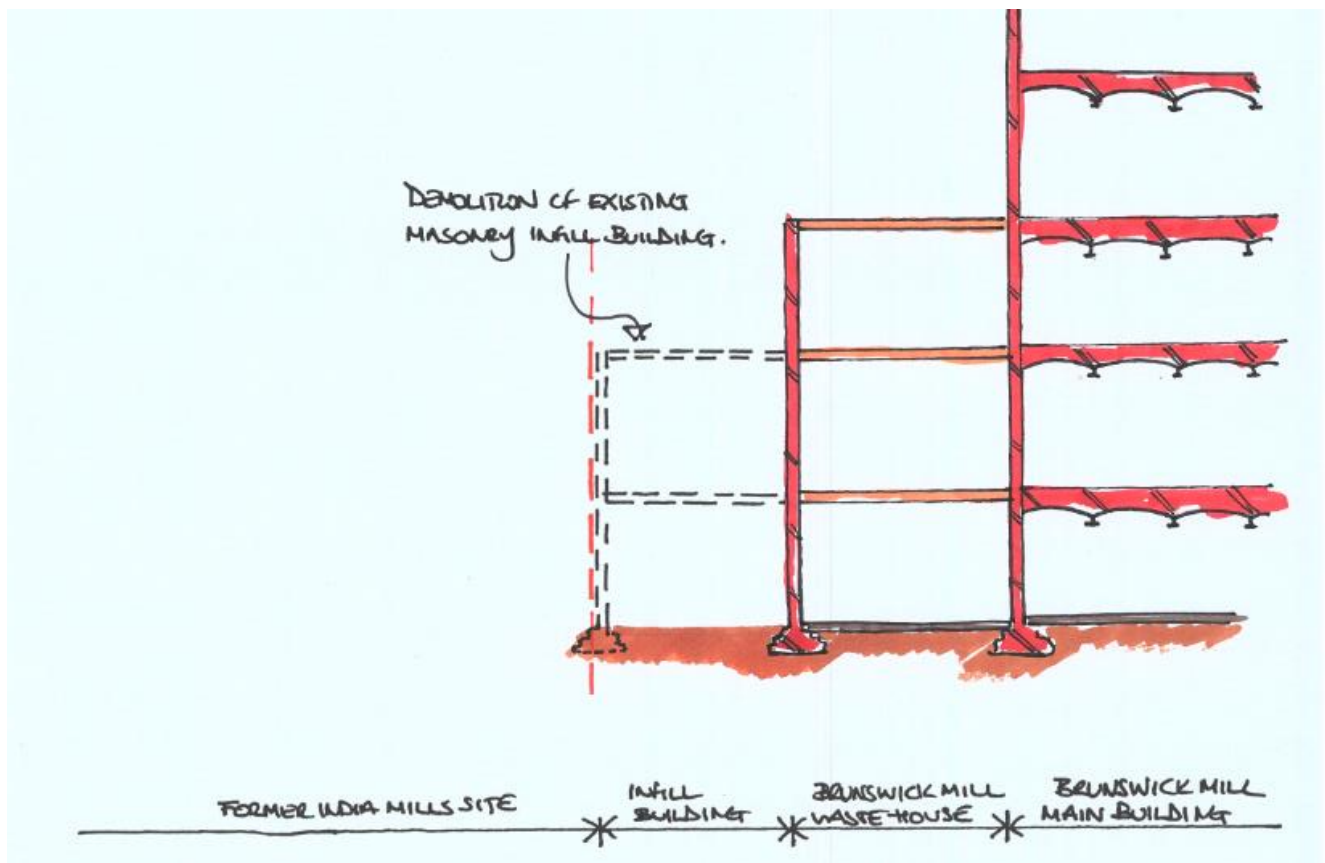 DEMOLITION OF EXISTING
MASONRY INFILL BUILDING.
FORMER INDIA MILLS SITE
INFILL
BUILDING
BRUNSWICK MILL
WASTE HOUSE
BRUNSWICK MILL
MAIN BUILDING